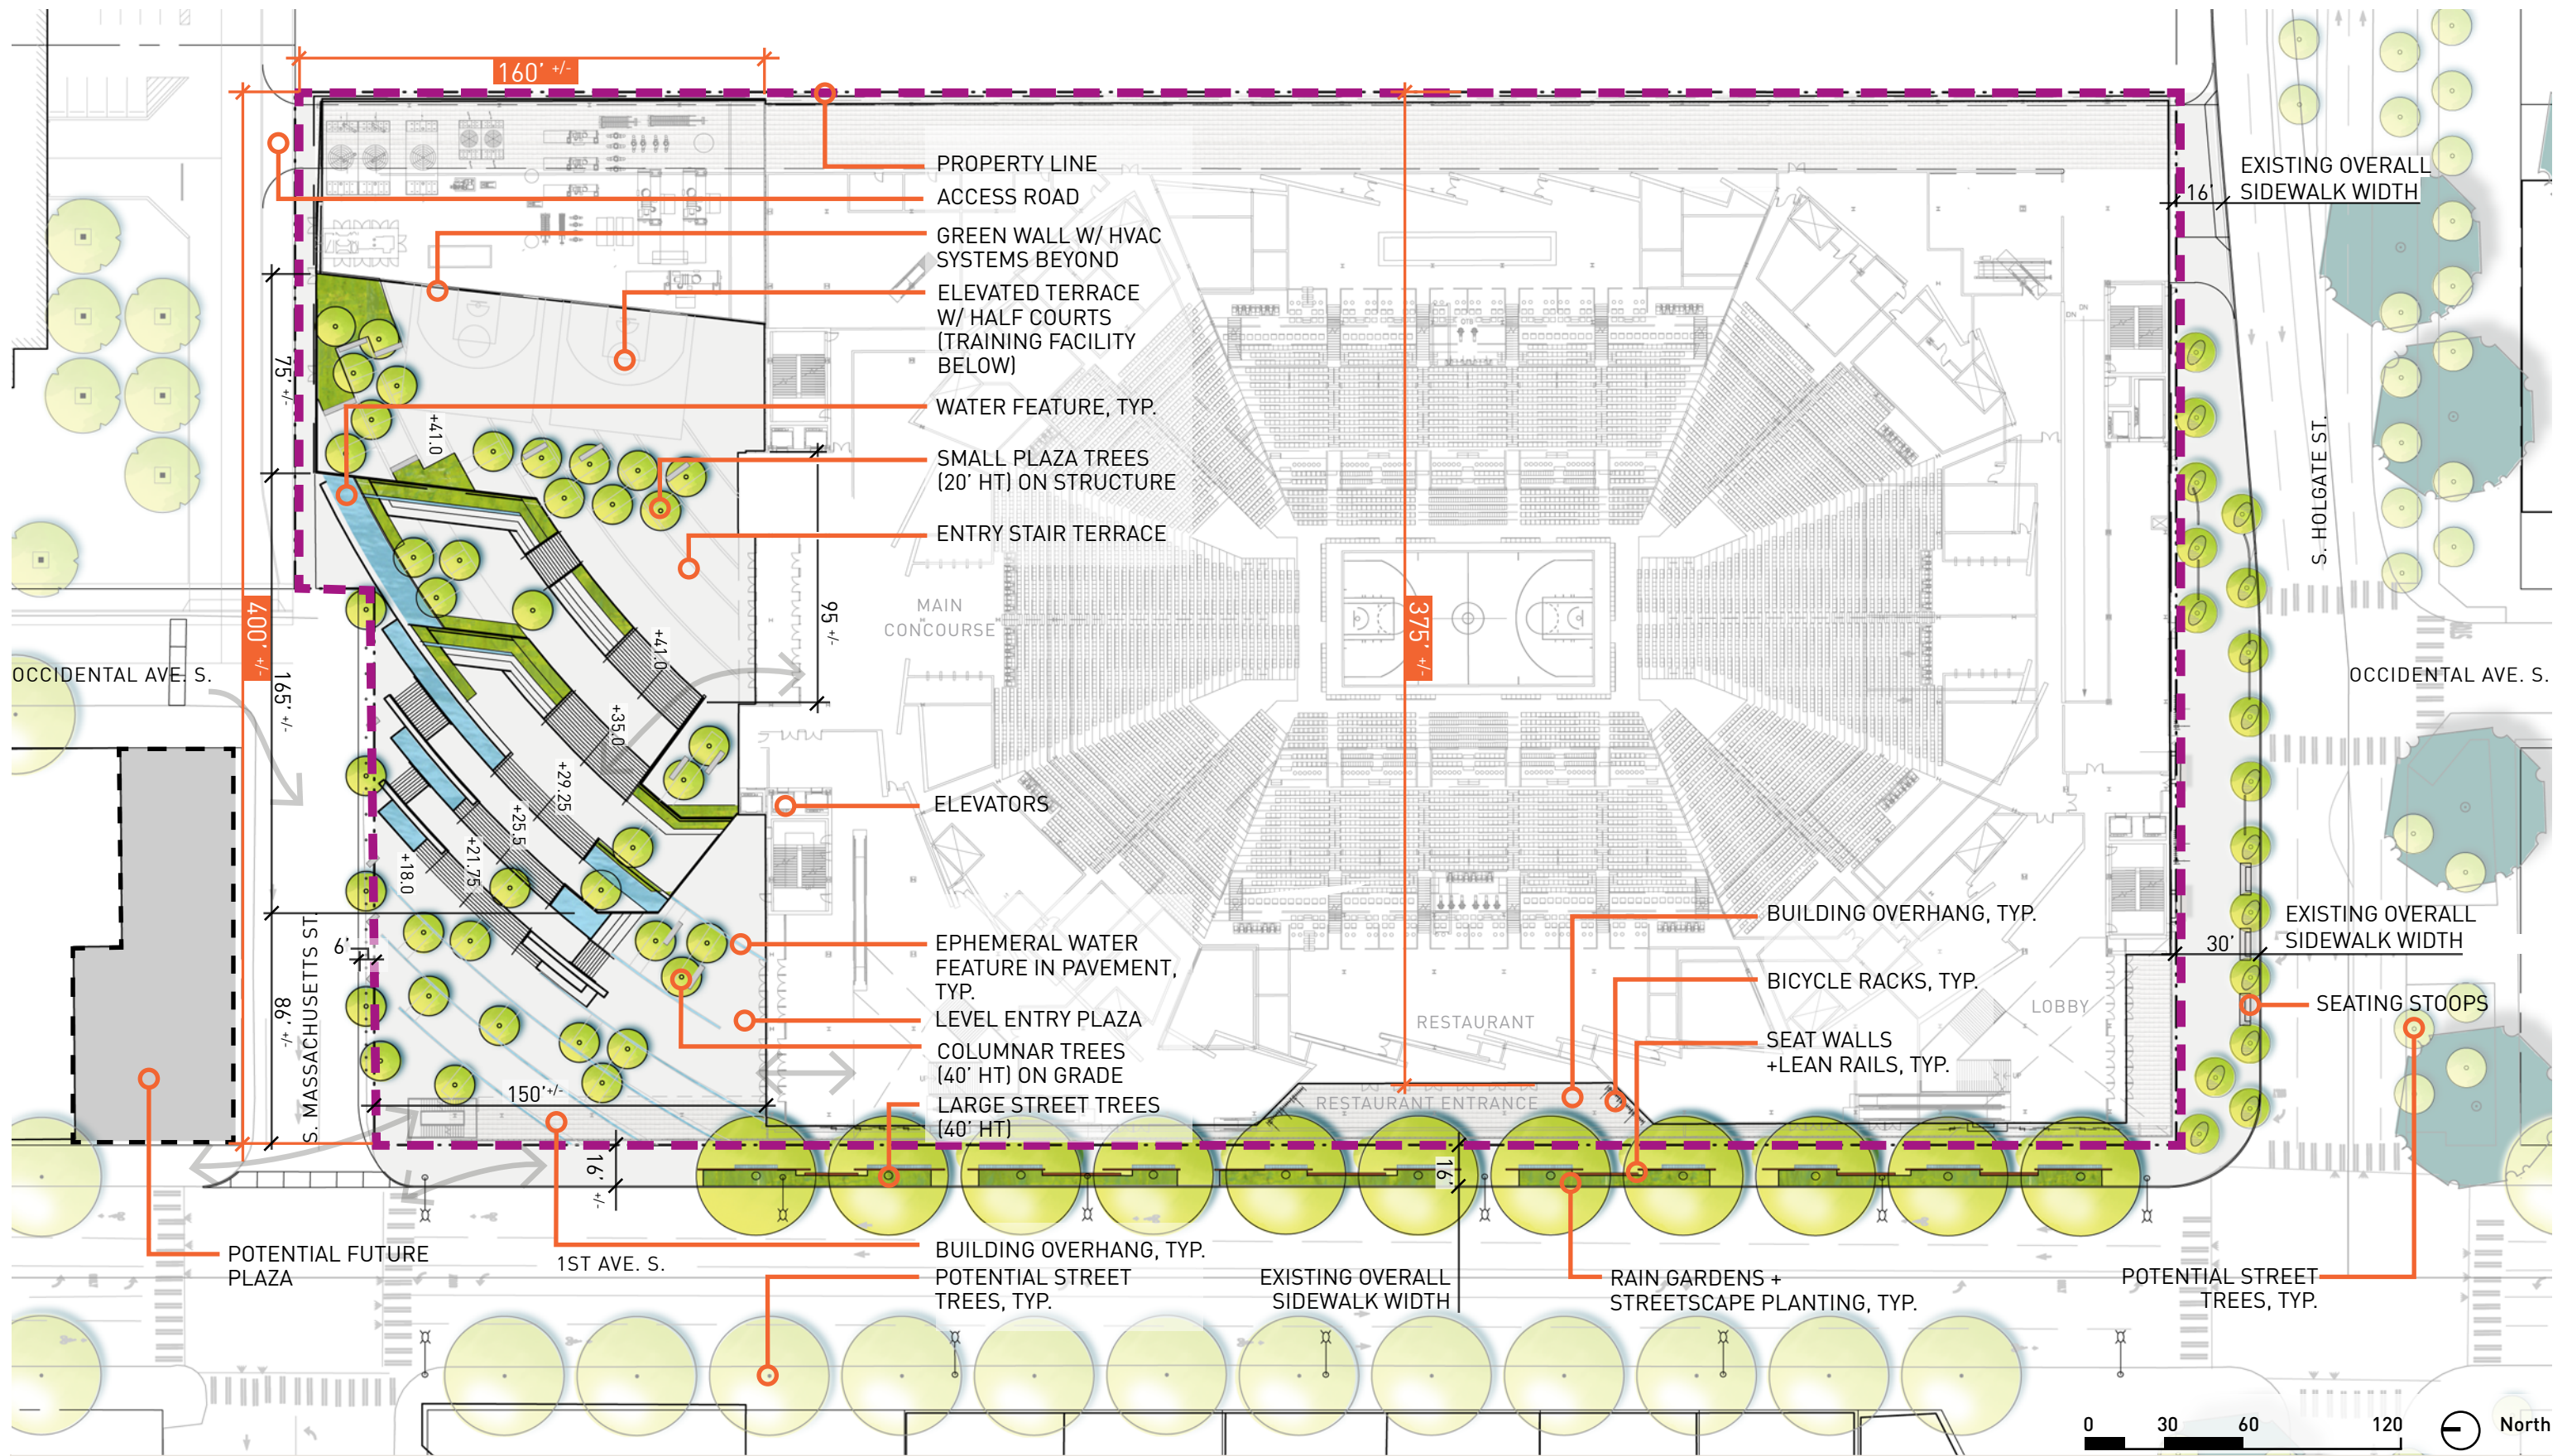 160' +/-
PROPERTY LINE
ACCESS ROAD
GREEN WALL W/ HVAC
SYSTEMS BEYOND
ELEVATED TERRACE
W/ HALF COURTS
(TRAINING FACILITY
BELOW)
WATER FEATURE, TYP.
SMALL PLAZA TREES
(20' HT) ON STRUCTURE
ENTRY STAIR TERRACE
ELEVATORS
EPHEMERAL WATER
FEATURE IN PAVEMENT,
TYP.
LEVEL ENTRY PLAZA
COLUMNAR TREES
(40' HT) ON GRADE
LARGE STREET TREES
(40' HT)
BUILDING OVERHANG, TYP.
POTENTIAL STREET
TREES, TYP.
400' +/-
75' +/-
165' +/-
86' +/-
6'
150' +/-
16' +/-
95 +/-
375' +/-
+41.0
+41.0
+35.0
+29.25
+25.5
+21.75
+18.0
MAIN
CONCOURSE
OCCIDENTAL AVE. S.
S. MASSACHUSETTS ST.
POTENTIAL FUTURE
PLAZA
1ST AVE. S.
EXISTING OVERALL
SIDEWALK WIDTH
16'
RESTAURANT
RESTAURANT ENTRANCE
LOBBY
BUILDING OVERHANG, TYP.
BICYCLE RACKS, TYP.
SEAT WALLS
+LEAN RAILS, TYP.
RAIN GARDENS +
STREETSCAPE PLANTING, TYP.
EXISTING OVERALL
SIDEWALK WIDTH
16'
S. HOLGATE ST.
OCCIDENTAL AVE. S.
EXISTING OVERALL
SIDEWALK WIDTH
30'
SEATING STOOPS
POTENTIAL STREET
TREES, TYP.
DN
DN
UP
0 30 60 120
North